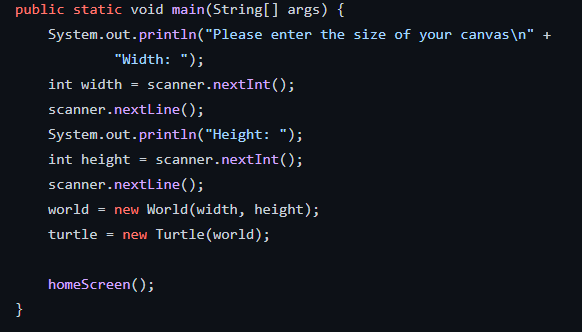 public static void main(String[] args) {
    System.out.println("Please enter the size of your canvas\n" +
            "Width: ");
    int width = scanner.nextInt();
    scanner.nextLine();
    System.out.println("Height: ");
    int height = scanner.nextInt();
    scanner.nextLine();
    world = new World(width, height);
    turtle = new Turtle(world);

    homeScreen();
}